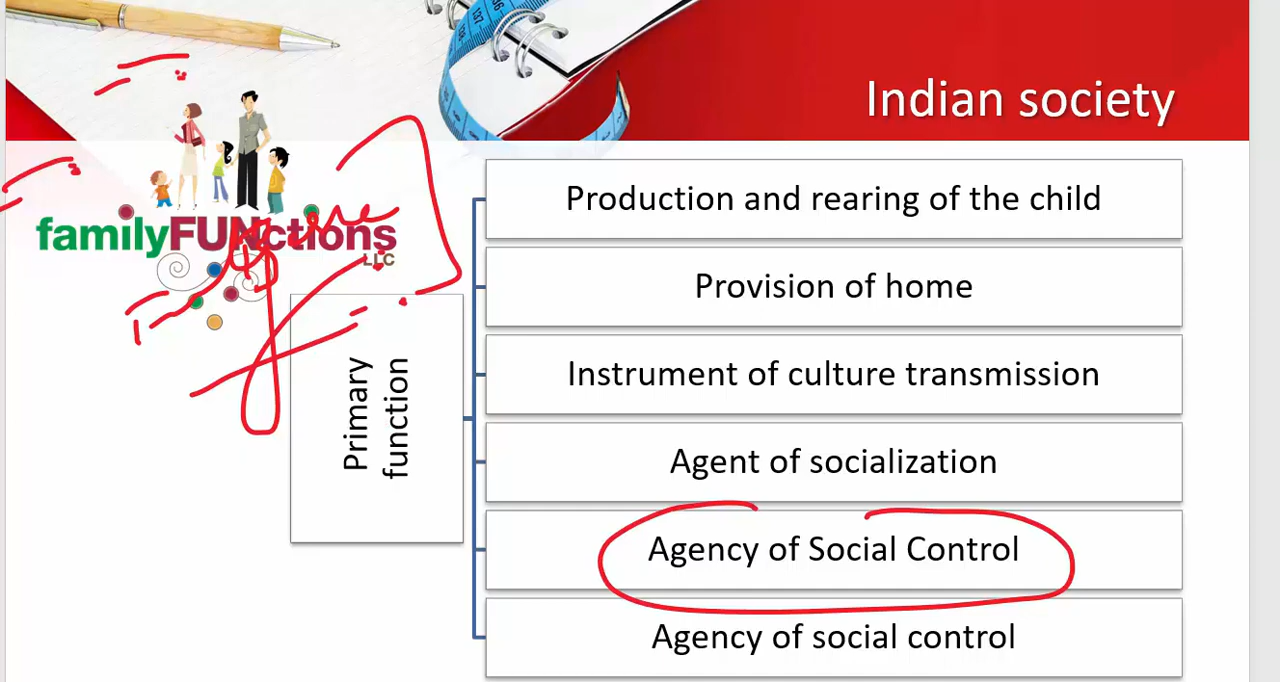 Indian society
familyFUNctions
LLC
Primary
function
Production and rearing of the child
Provision of home
Instrument of culture transmission
Agent of socialization
Agency of Social Control
Agency of social control